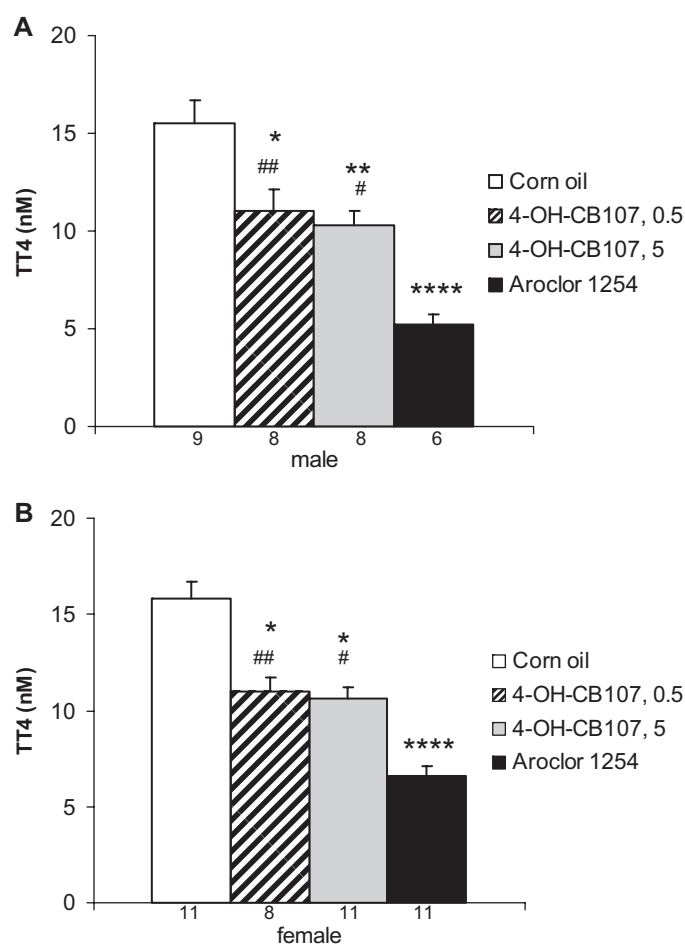 A
20
15
10
5
0
TT4 (nM)
*
##
**
#
****
Corn oil
4-OH-CB107, 0.5
4-OH-CB107, 5
Aroclor 1254
9 8 8 6
male
B
20
15
10
5
0
TT4 (nM)
*
##
*
#
****
Corn oil
4-OH-CB107, 0.5
4-OH-CB107, 5
Aroclor 1254
11 8 11 11
female